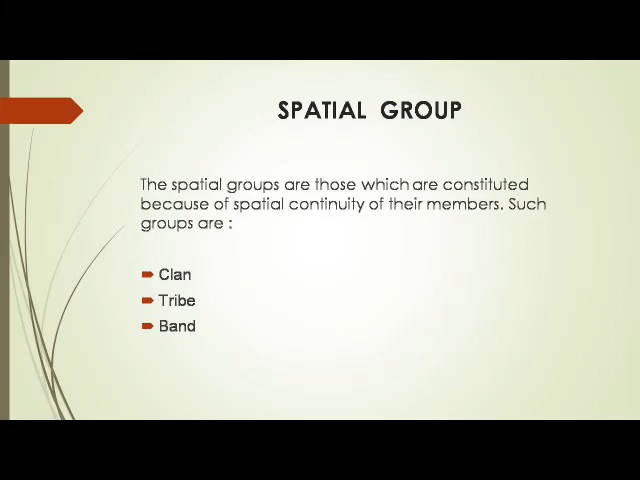 SPATIAL GROUP
The spatial groups are those which are constituted
because of spatial continuity of their members. Such
groups are :
Clan
Tribe
Band